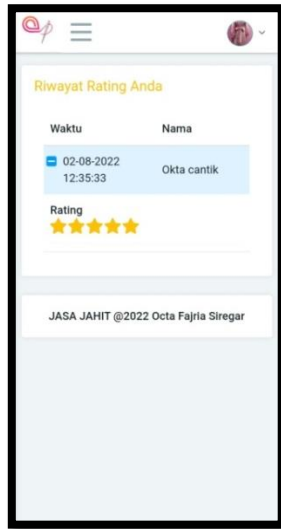 Riwayat Rating Anda
Waktu Nama
02-08-2022
12:35:33
Okta cantik
Rating
JASA JAHIT @2022 Octa Fajria Siregar